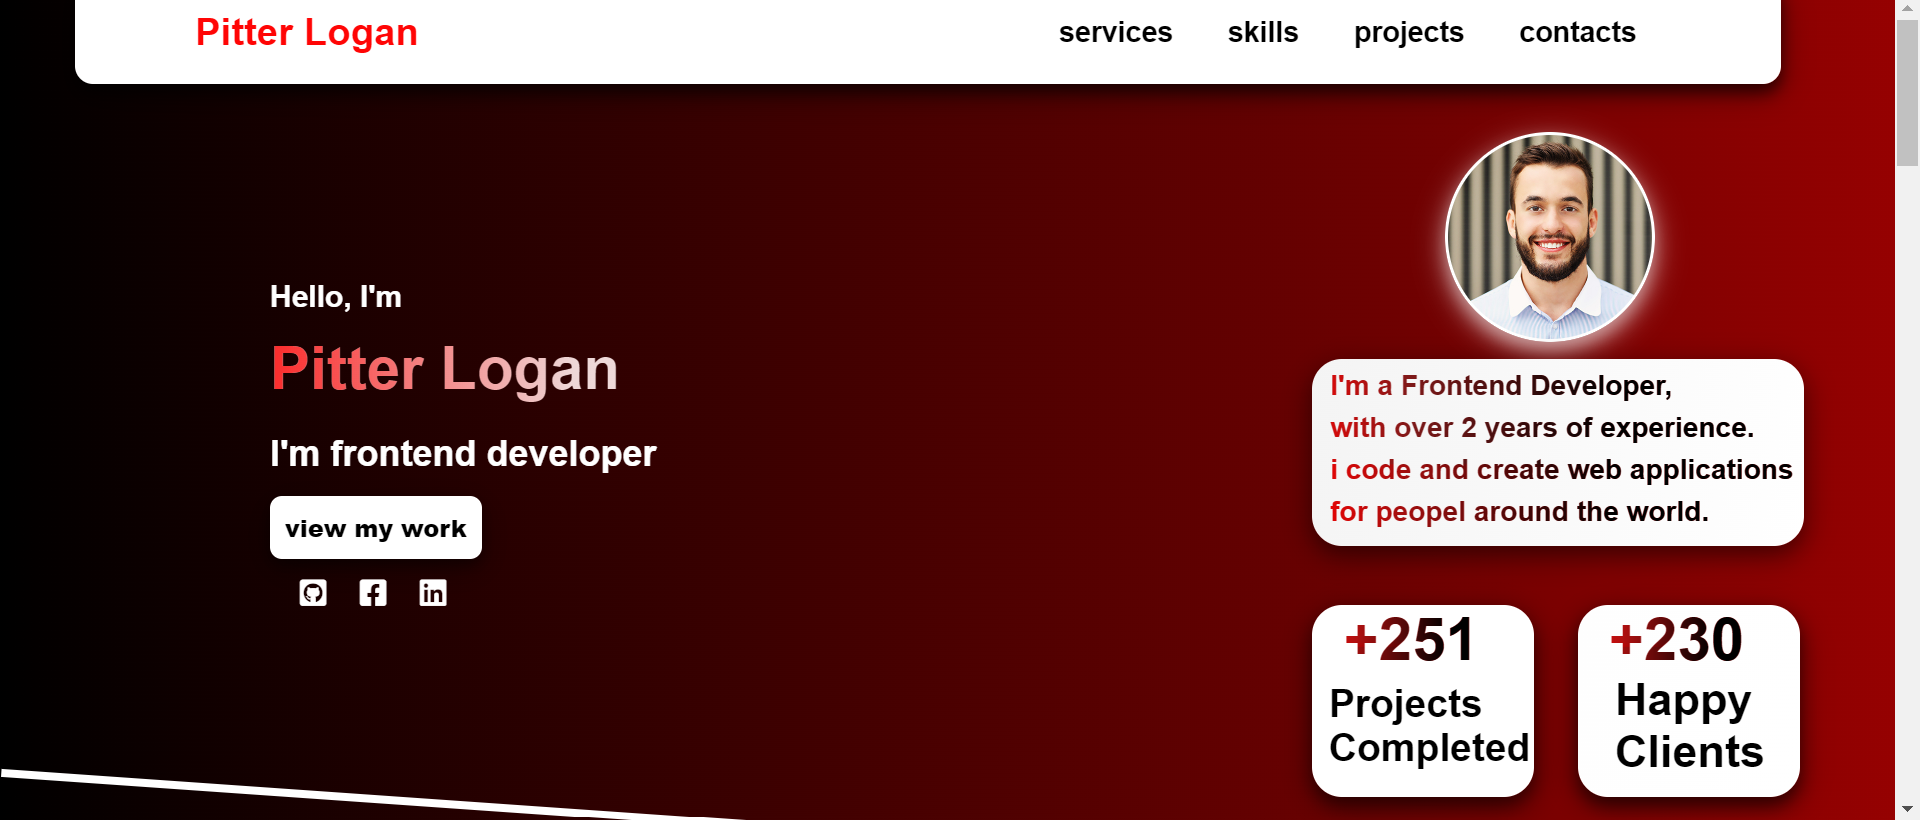 Pitter Logan
services skills projects contacts
Hello, I'm
Pitter Logan
I'm frontend developer
view my work
I'm a Frontend Developer,
with over 2 years of experience.
i code and create web applications
for peopel around the world.
+251
Projects
Completed
+230
Happy
Clients